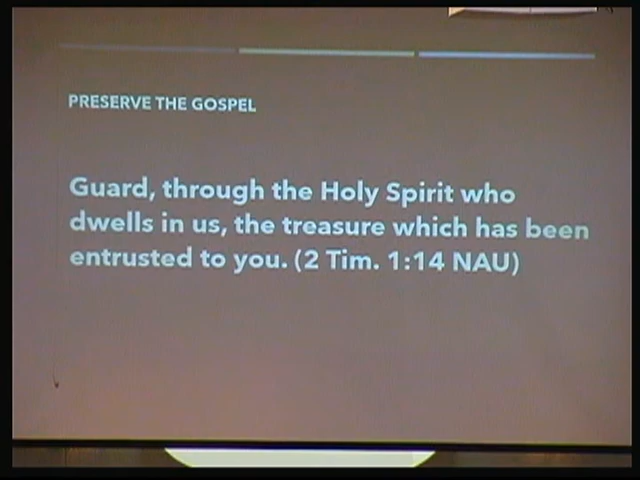 PRESERVE THE GOSPEL
Guard, through the Holy Spirit who
dwells in us, the treasure which has been
entrusted to you. (2 Tim. 1:14 NAU)